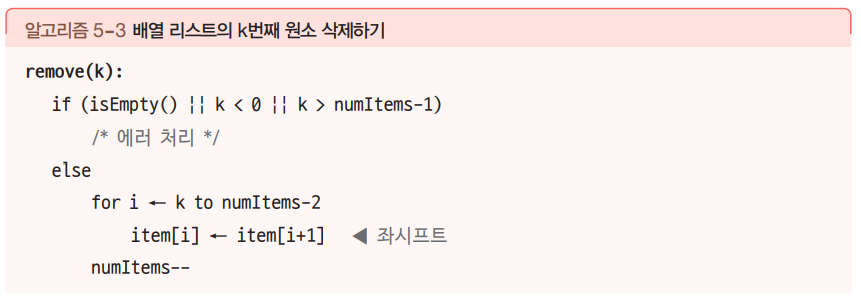 알고리즘 5-3 배열 리스트의 k번째 원소 삭제하기
remove(k):
if (isEmpty() || k < 0 || k > numItems-1)
/* 에러 처리 */
else
for i ← k to numItems-2
item[i] ← item[i+1] ◀ 좌시프트
numItems--